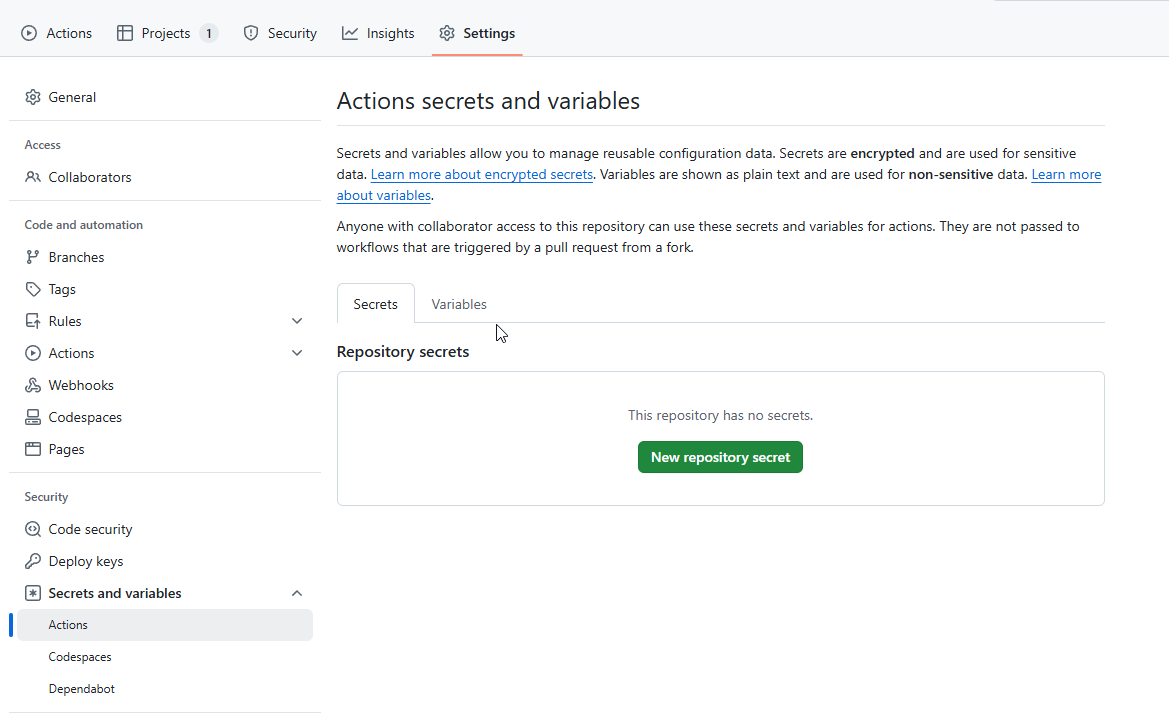 Actions Projects 1 Security Insights Settings
General
Access
Collaborators
Code and automation
Branches
Tags
Rules
Actions
Webhooks
Codespaces
Pages
Security
Code security
Deploy keys
Secrets and variables
Actions
Codespaces
Dependabot
Actions secrets and variables
Secrets and variables allow you to manage reusable configuration data. Secrets are encrypted and are used for sensitive
data. Learn more about encrypted secrets. Variables are shown as plain text and are used for non-sensitive data. Learn more
about variables.
Anyone with collaborator access to this repository can use these secrets and variables for actions. They are not passed to
workflows that are triggered by a pull request from a fork.
Secrets Variables
Repository secrets
This repository has no secrets.
New repository secret